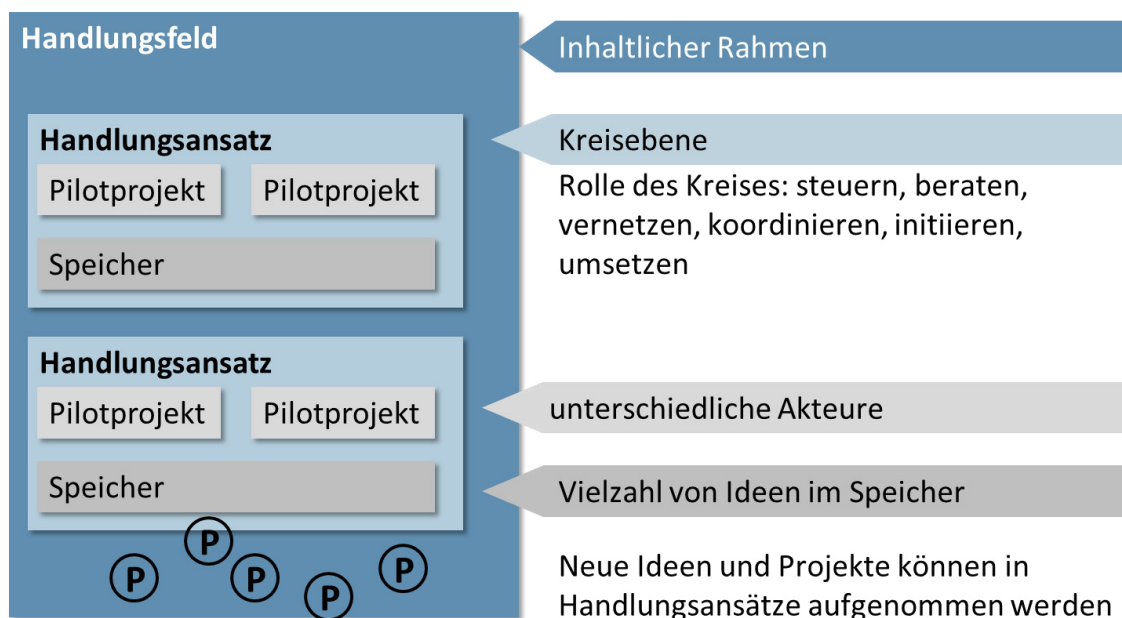 Handlungsfeld
Inhaltlicher Rahmen
Handlungsansatz
Pilotprojekt
Pilotprojekt
Speicher
Kreisebene
Rolle des Kreises: steuern, beraten,
vernetzen, koordinieren, initiieren,
umsetzen
Handlungsansatz
Pilotprojekt
Pilotprojekt
Speicher
unterschiedliche Akteure
Vielzahl von Ideen im Speicher
P
P
P
P
P
Neue Ideen und Projekte können in
Handlungsansätze aufgenommen werden